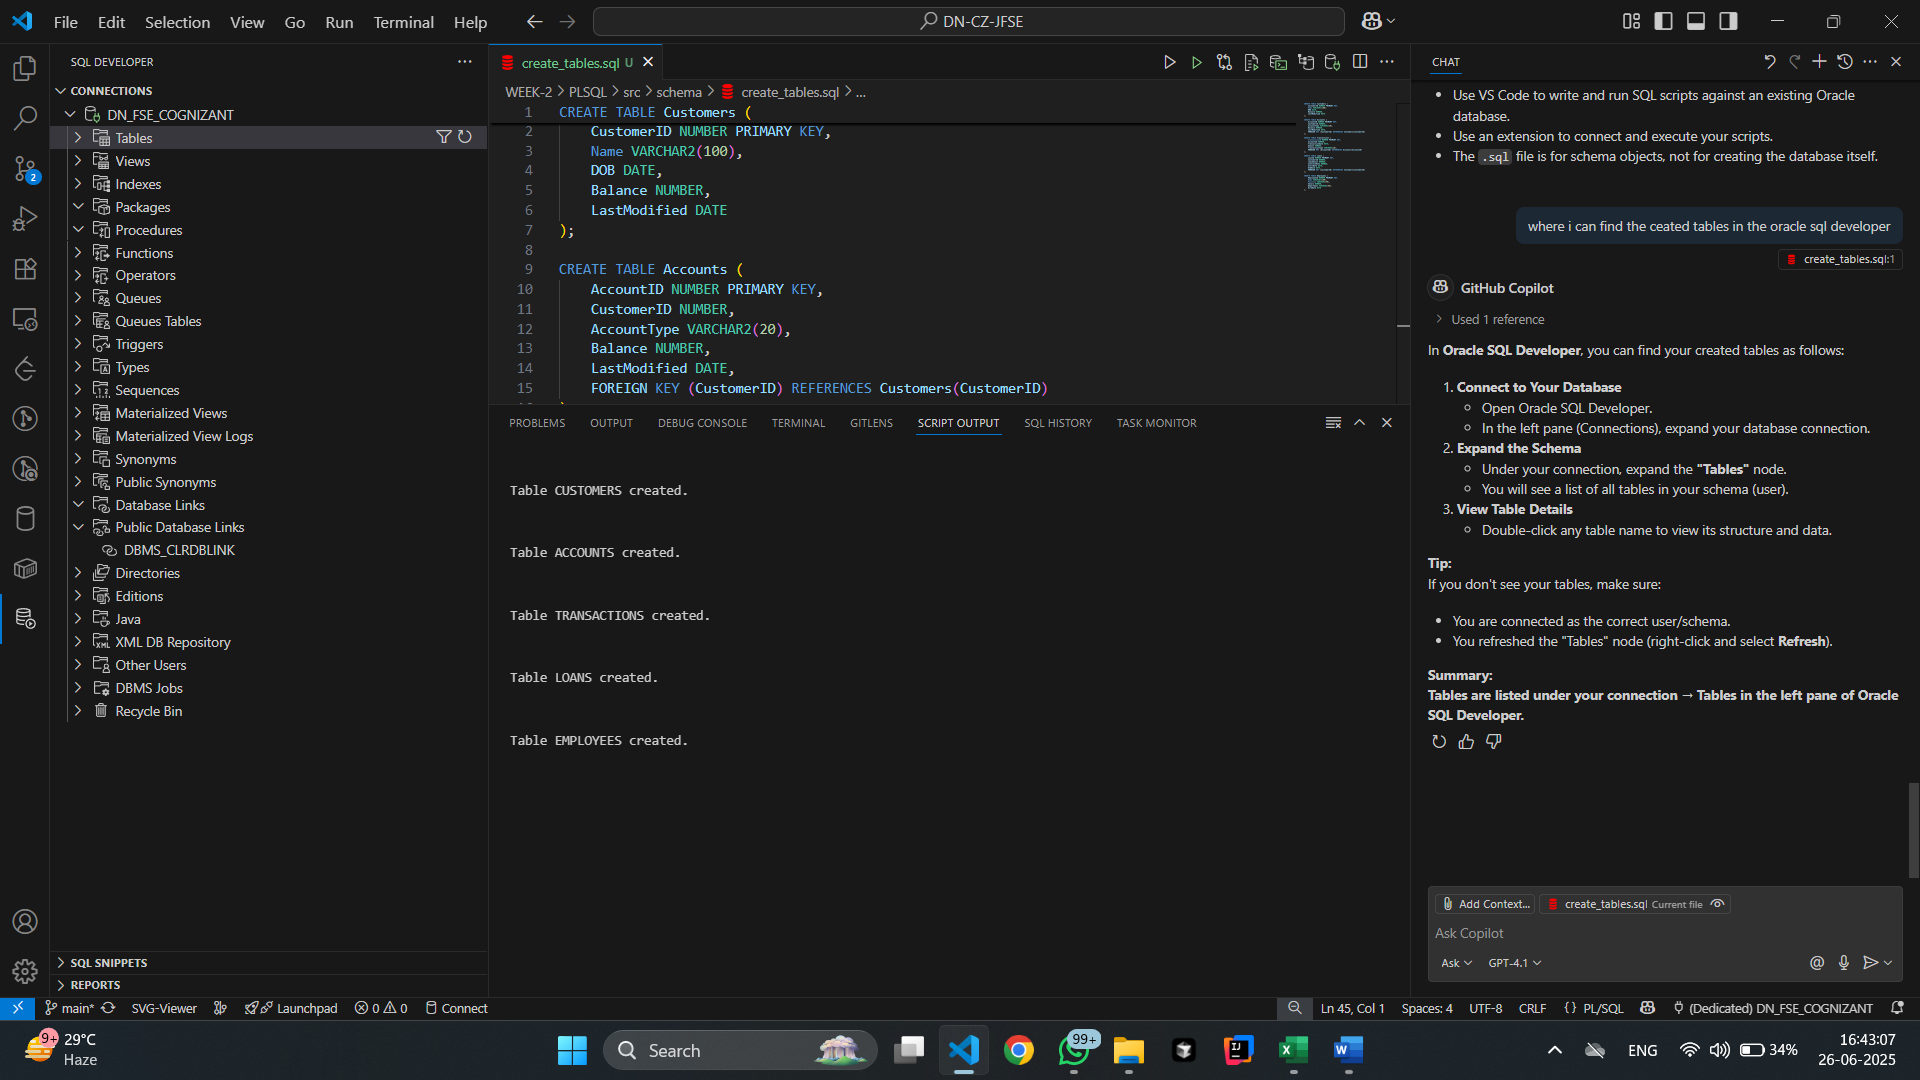 File Edit Selection View Go Run Terminal Help
DN-CZ-JFSE
SQL DEVELOPER
CONNECTIONS
DN_FSE_COGNIZANT
Tables
Views
Indexes
Packages
Procedures
Functions
Operators
Queues
Queues Tables
Triggers
Types
Sequences
Materialized Views
Materialized View Logs
Synonyms
Public Synonyms
Database Links
Public Database Links
DBMS_CLRDBLINK
Directories
Editions
Java
XML DB Repository
Other Users
DBMS Jobs
Recycle Bin
SQL SNIPPETS
REPORTS
2
create_tables.sql U
WEEK-2 > PLSQL > src > schema > create_tables.sql > ...
1 CREATE TABLE Customers (
2 CustomerID NUMBER PRIMARY KEY,
3 Name VARCHAR2(100),
4 DOB DATE,
5 Balance NUMBER,
6 LastModified DATE
7 );
8
9 CREATE TABLE Accounts (
10 AccountID NUMBER PRIMARY KEY,
11 CustomerID NUMBER,
12 AccountType VARCHAR2(20),
13 Balance NUMBER,
14 LastModified DATE,
15 FOREIGN KEY (CustomerID) REFERENCES Customers(CustomerID)
PROBLEMS OUTPUT DEBUG CONSOLE TERMINAL GITLENS SCRIPT OUTPUT SQL HISTORY TASK MONITOR
Table CUSTOMERS created.
Table ACCOUNTS created.
Table TRANSACTIONS created.
Table LOANS created.
Table EMPLOYEES created.
CHAT
• Use VS Code to write and run SQL scripts against an existing Oracle
database.
• Use an extension to connect and execute your scripts.
• The .sql file is for schema objects, not for creating the database itself.
where i can find the ceated tables in the oracle sql developer
create_tables.sql:1
GitHub Copilot
Used 1 reference
In Oracle SQL Developer, you can find your created tables as follows:
1. Connect to Your Database
Open Oracle SQL Developer.
In the left pane (Connections), expand your database connection.
2. Expand the Schema
Under your connection, expand the "Tables" node.
You will see a list of all tables in your schema (user).
3. View Table Details
Double-click any table name to view its structure and data.
Tip:
If you don't see your tables, make sure:
• You are connected as the correct user/schema.
• You refreshed the "Tables" node (right-click and select Refresh).
Summary:
Tables are listed under your connection → Tables in the left pane of Oracle
SQL Developer.
Add Context... create_tables.sql Current file
Ask Copilot
Ask GPT-4.1
main* SVG-Viewer Launchpad 0 0 Connect
Ln 45, Col 1 Spaces: 4 UTF-8 CRLF {} PL/SQL (Dedicated) DN_FSE_COGNIZANT
9+ 29°C
Haze
Search
99+
ENG
34%
16:43:07
26-06-2025